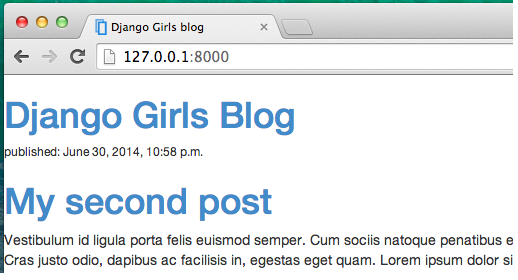 Django Girls blog
127.0.0.1:8000
Django Girls Blog
published: June 30, 2014, 10:58 p.m.
My second post
Vestibulum id ligula porta felis euismod semper. Cum sociis natoque penatibus e
Cras justo odio, dapibus ac facilisis in, egestas eget quam. Lorem ipsum dolor si